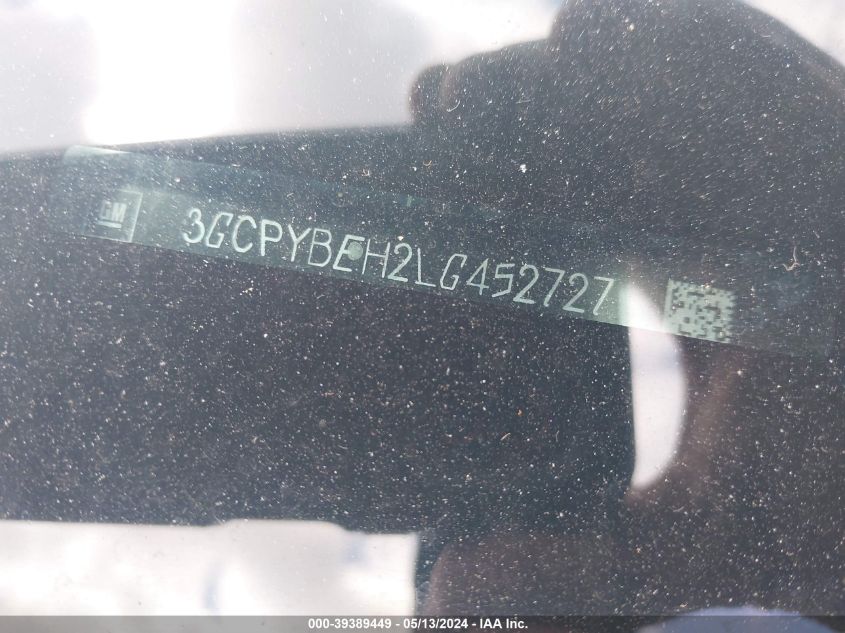 GM 3GCPYBEH2LG452727
000-39389449 - 05/13/2024 - IAA Inc.